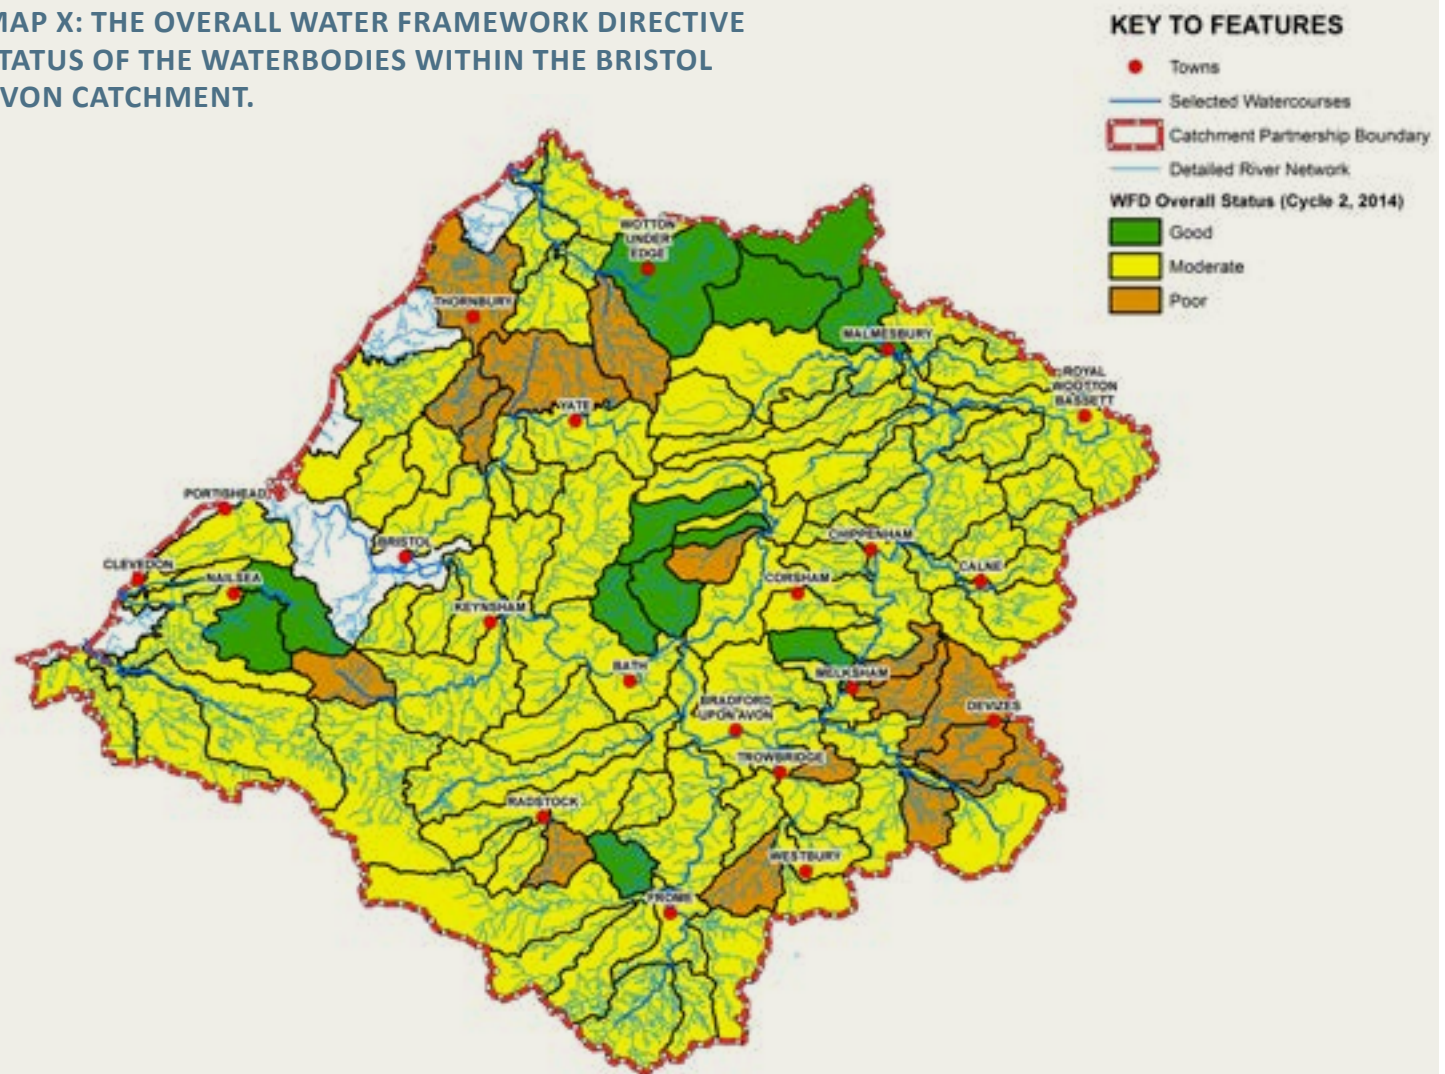 MAP X: THE OVERALL WATER FRAMEWORK DIRECTIVE
TATUS OF THE WATERBODIES WITHIN THE BRISTOL
VON CATCHMENT.
KEY TO FEATURES
Towns
Selected Watercourses
Catchment Partnership Boundary
Detailed River Network
WFD Overall Status (Cycle 2, 2014)
Good
Moderate
Poor
WOTTON
UNDER
EDGE
THORNBURY
MALMESBURY
ROYAL
WOOTTON
BASSETT
YATE
PORTISHEAD
BRISTOL
CHIPPENHAM
CLEVEDON
NAILSEA
CALNE
CORSHAM
KEYNSHAM
BATH
MELKSHAM
BRADFORD
UPON AVON
DEVIZES
TROWBRIDGE
RADSTOCK
WESTBURY
FROME